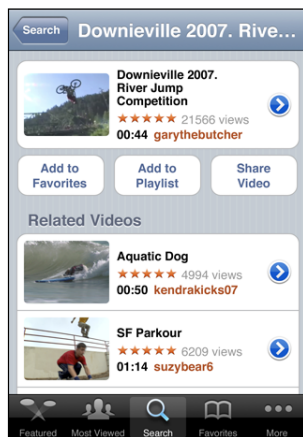 Search
Downieville 2007. Rive...
Downieville 2007.
River Jump
Competition
21566 views
00:44 garythebutcher
Add to
Favorites
Add to
Playlist
Share
Video
Related Videos
Aquatic Dog
4994 views
00:50 kendrakicks07
SF Parkour
6209 views
01:14 suzybear6
Featured
Most Viewed
Search
Favorites
More